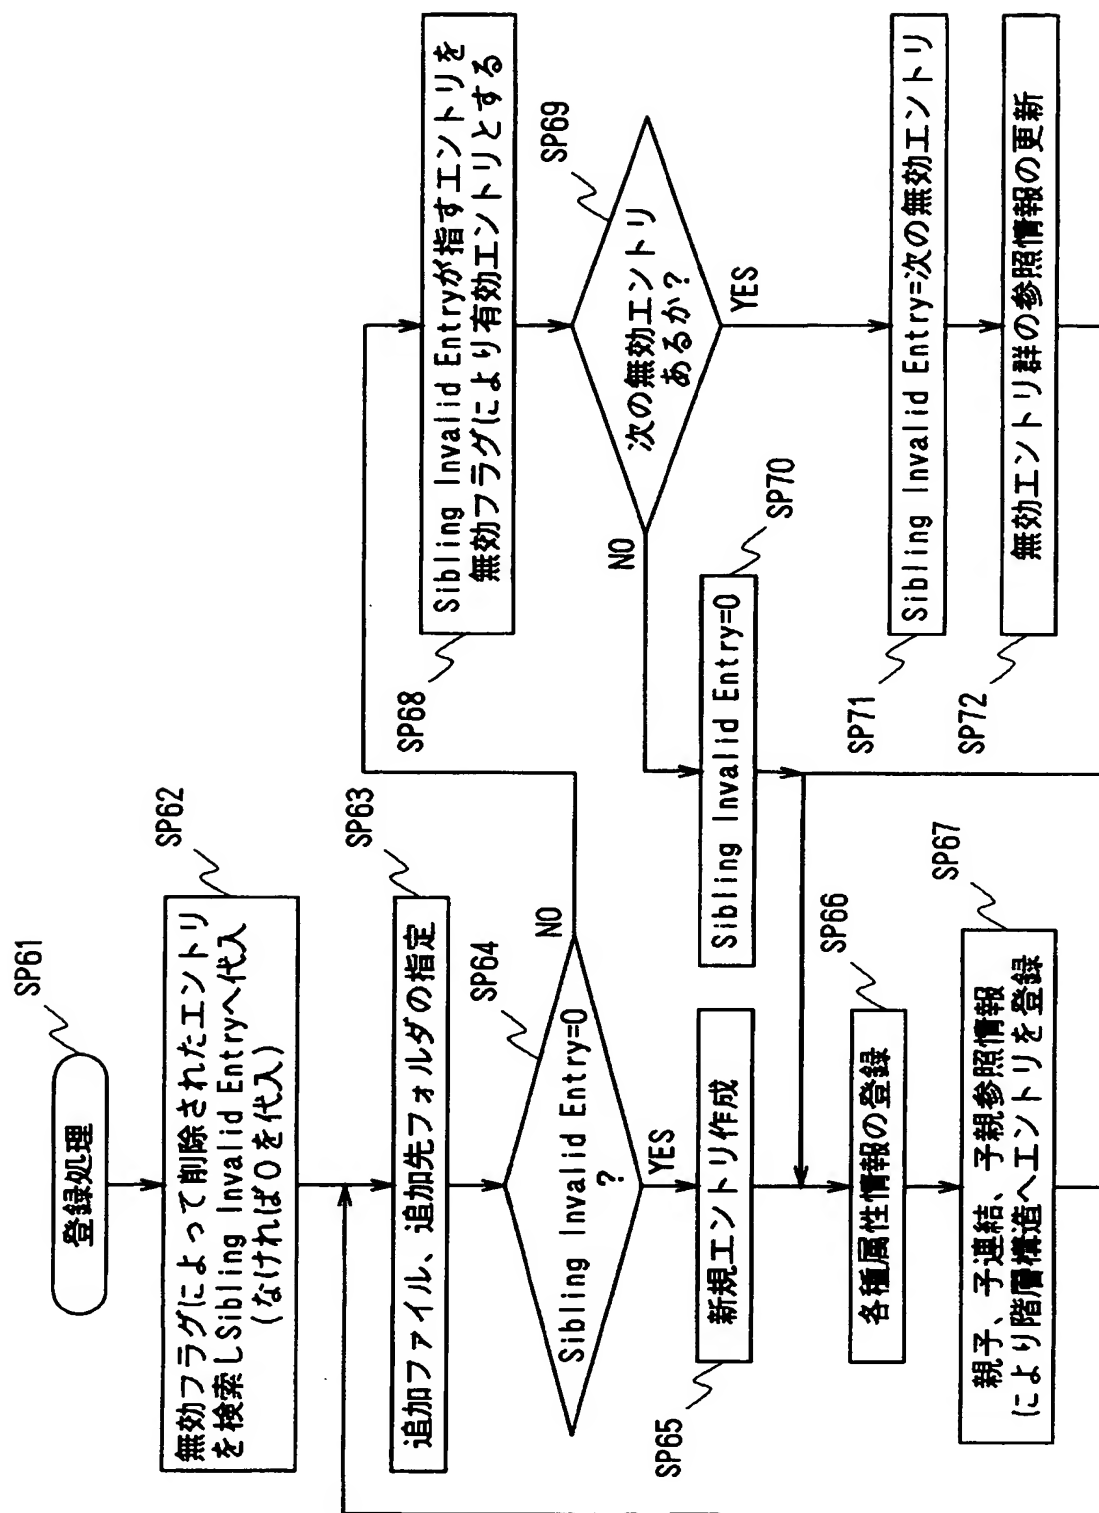 登録処理
SP61
無効フラグによって削除されたエントリ
を検索しSibling Invalid Entryへ代入
(なければ0を代入)
SP62
追加ファイル、追加先フォルダの指定
SP63
Sibling Invalid Entry=0
?
SP64
NO
YES
新規エントリ作成
SP65
各種属性情報の登録
SP66
親子、子連結、子親参照情報
により階層構造へエントリを登録
SP67
Sibling Invalid Entryが指すエントリを
無効フラグにより有効エントリとする
SP68
次の無効エントリ
あるか?
SP69
NO
YES
Sibling Invalid Entry=0
SP70
Sibling Invalid Entry=次の無効エントリ
SP71
無効エントリ群の参照情報の更新
SP72